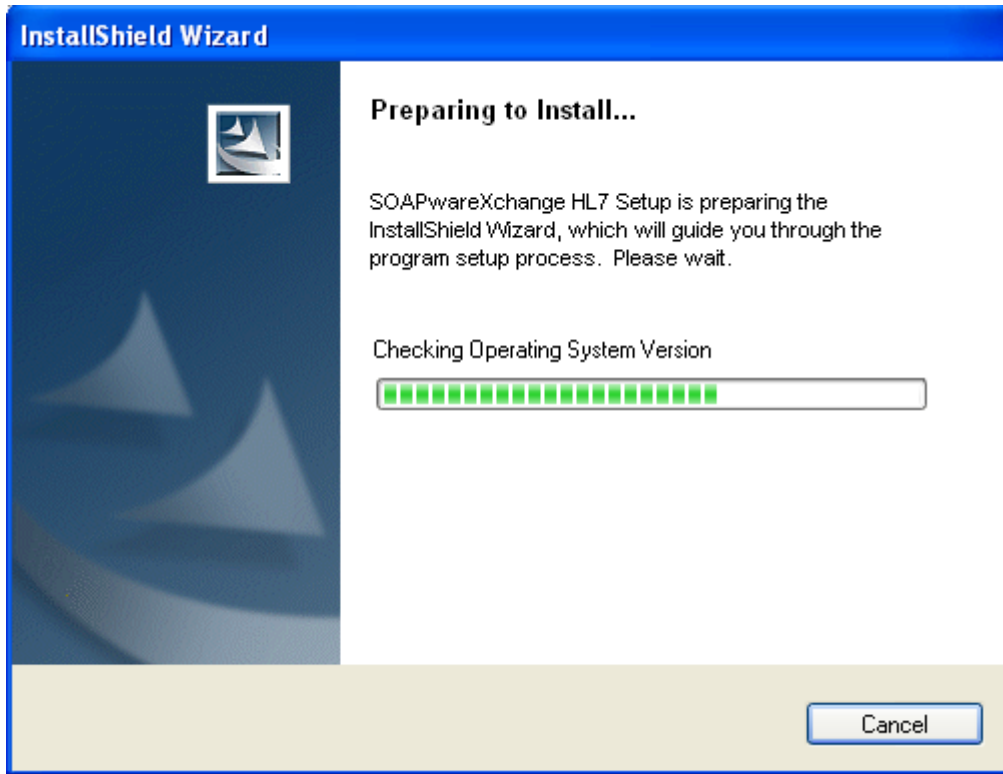 InstallShield Wizard
Preparing to Install...
SOAPwareXchange HL7 Setup is preparing the
InstallShield Wizard, which will guide you through the
program setup process.  Please wait.
Checking Operating System Version
Cancel